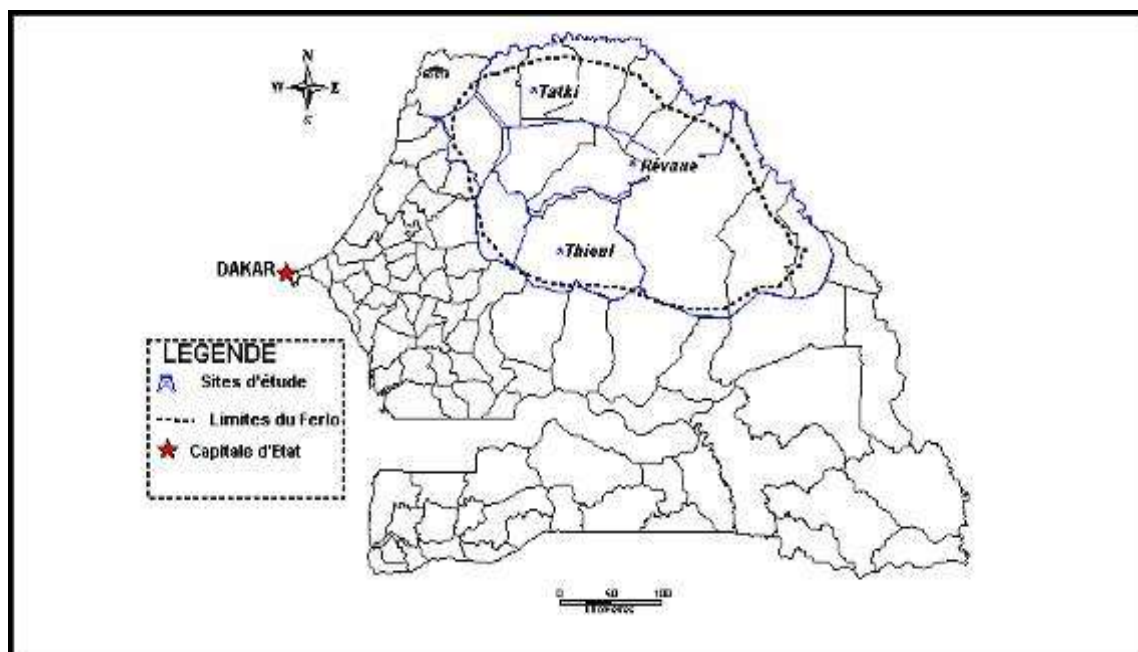 N
W E
S
Tatki
Révane
Thieul
DAKAR
LEGENDE
Sites d'étude
Limites du Ferlo
Capitale d'Etat
0 50 100